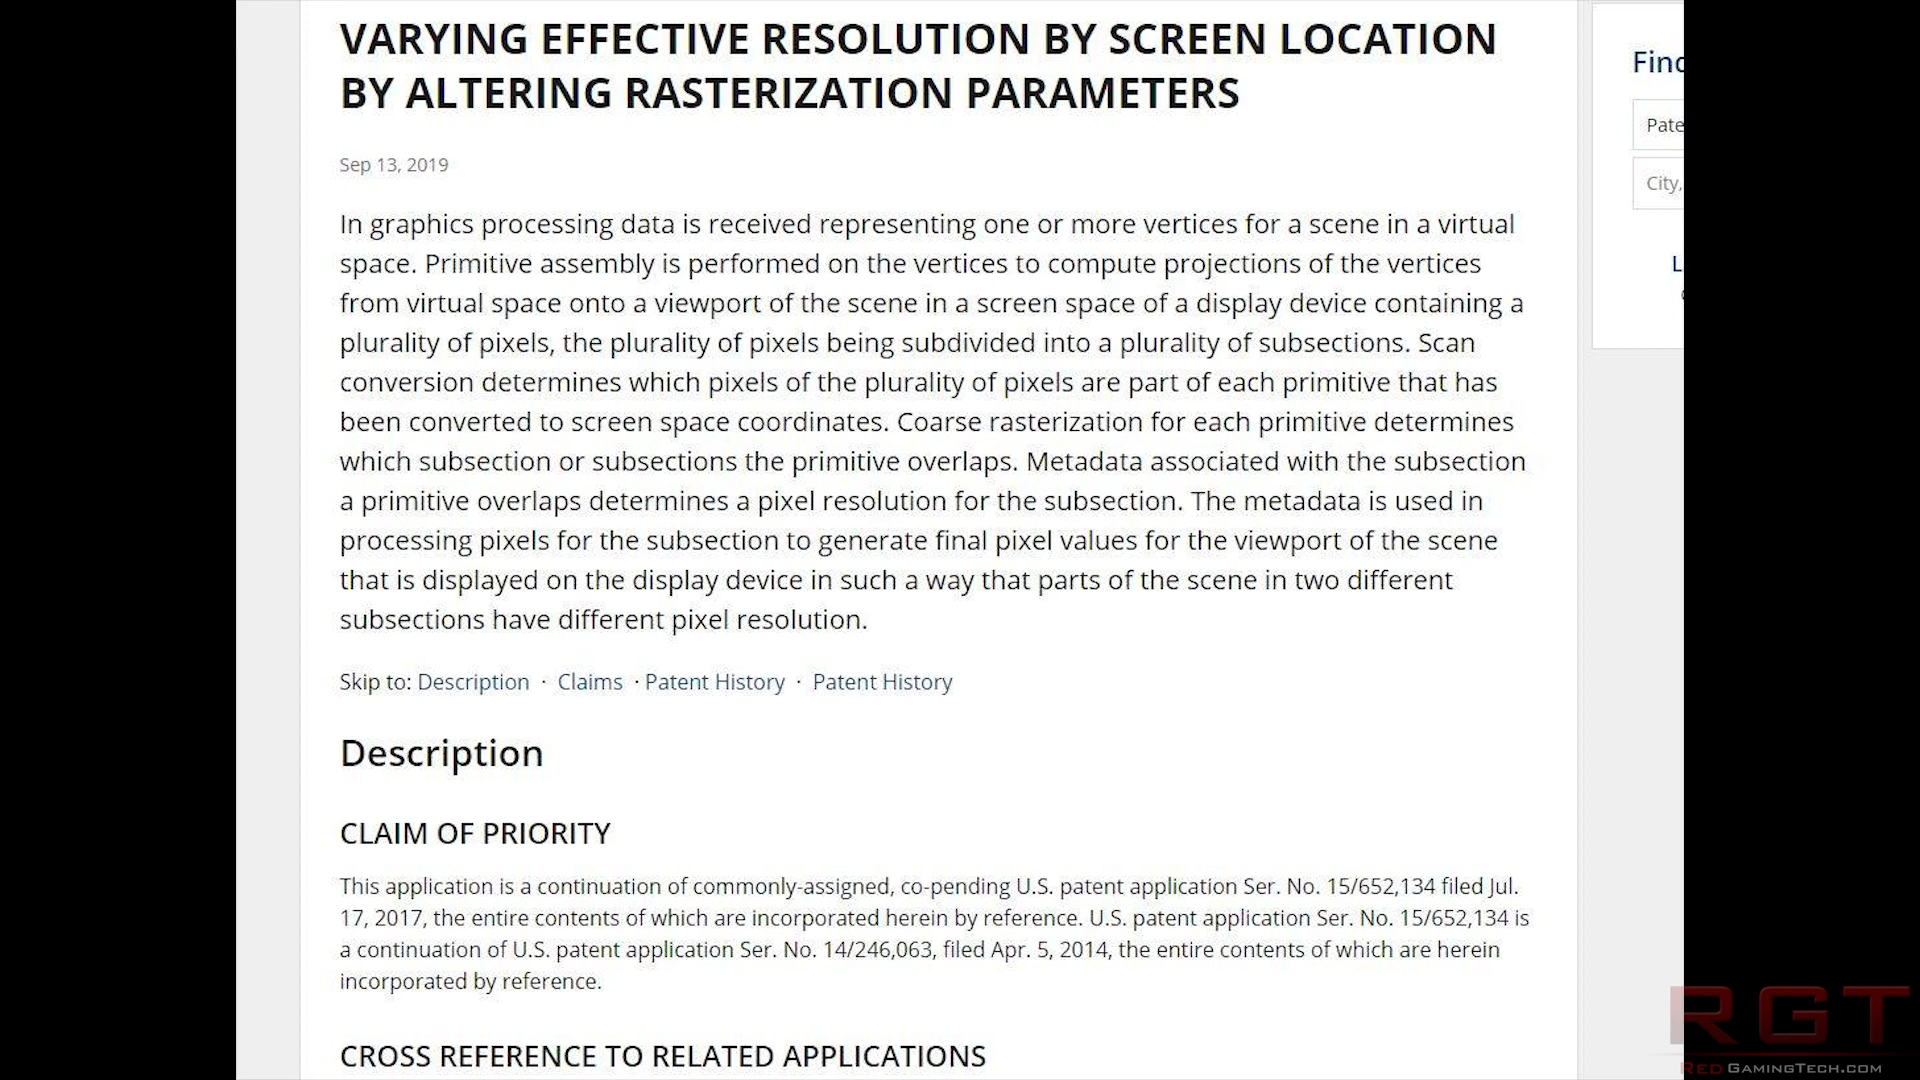 VARYING EFFECTIVE RESOLUTION BY SCREEN LOCATION
BY ALTERING RASTERIZATION PARAMETERS
Sep 13, 2019
In graphics processing data is received representing one or more vertices for a scene in a virtual
space. Primitive assembly is performed on the vertices to compute projections of the vertices
from virtual space onto a viewport of the scene in a screen space of a display device containing a
plurality of pixels, the plurality of pixels being subdivided into a plurality of subsections. Scan
conversion determines which pixels of the plurality of pixels are part of each primitive that has
been converted to screen space coordinates. Coarse rasterization for each primitive determines
which subsection or subsections the primitive overlaps. Metadata associated with the subsection
a primitive overlaps determines a pixel resolution for the subsection. The metadata is used in
processing pixels for the subsection to generate final pixel values for the viewport of the scene
that is displayed on the display device in such a way that parts of the scene in two different
subsections have different pixel resolution.
Skip to: Description · Claims · Patent History · Patent History
Description
CLAIM OF PRIORITY
This application is a continuation of commonly-assigned, co-pending U.S. patent application Ser. No. 15/652,134 filed Jul.
17, 2017, the entire contents of which are incorporated herein by reference. U.S. patent application Ser. No. 15/652,134 is
a continuation of U.S. patent application Ser. No. 14/246,063, filed Apr. 5, 2014, the entire contents of which are herein
incorporated by reference.
CROSS REFERENCE TO RELATED APPLICATIONS
Find
Pate
City,
L
RGT
REDGAMINGTECH.COM